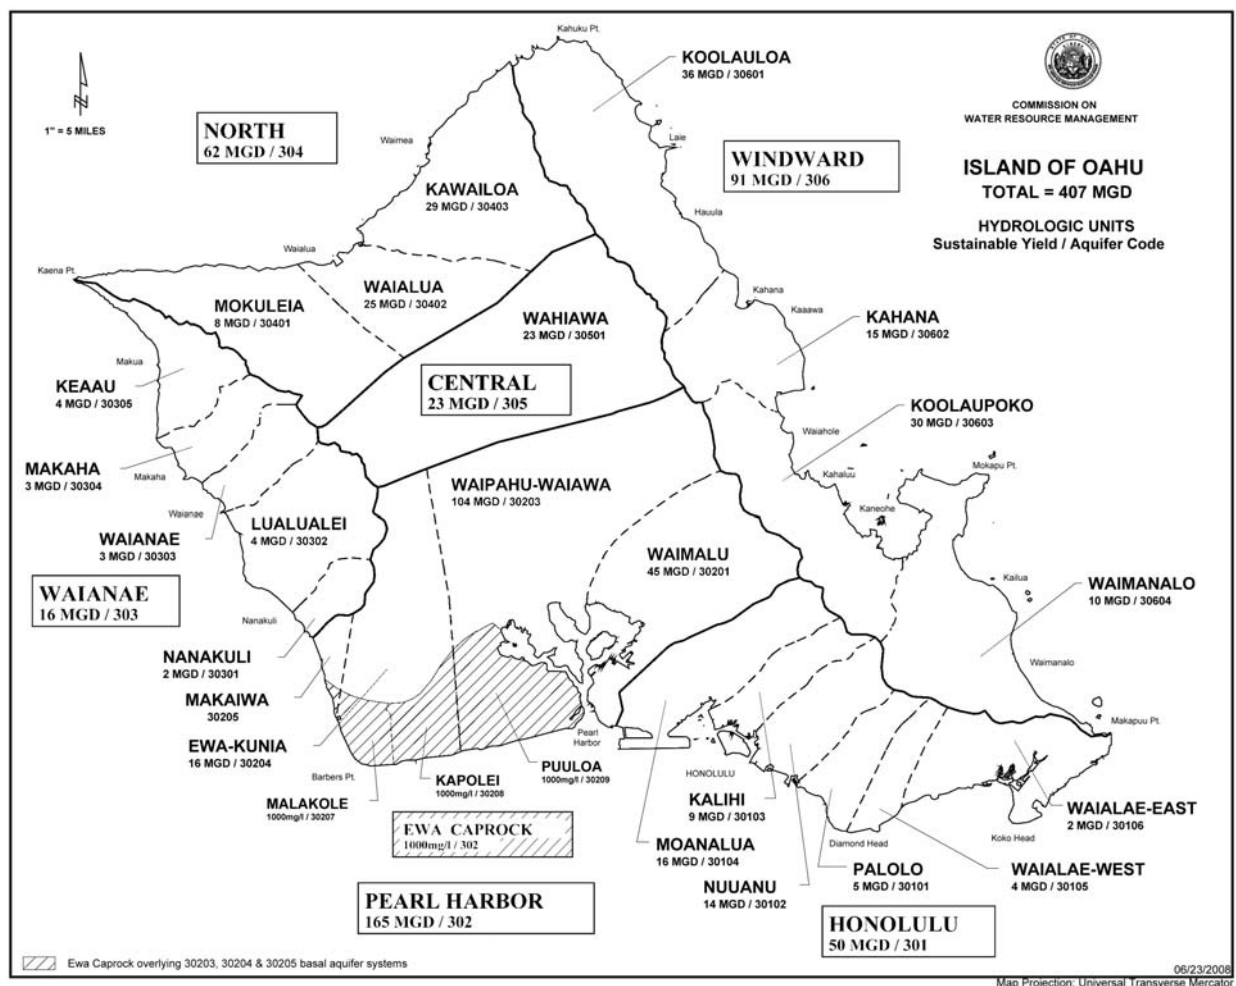 Kahuku Pt.
KOOLAULOA
36 MGD / 30601
COMMISSION ON
WATER RESOURCE MANAGEMENT
1" = 5 MILES
NORTH
62 MGD / 304
Waimea
Laie
WINDWARD
91 MGD / 306
ISLAND OF OAHU
TOTAL = 407 MGD
KAWAILOA
29 MGD / 30403
Hauula
HYDROLOGIC UNITS
Sustainable Yield / Aquifer Code
Waialua
Kaena Pt.
WAIALUA
25 MGD / 30402
MOKULEIA
8 MGD / 30401
Kahana
Kaaawa
WAHIAWA
23 MGD / 30501
KAHANA
15 MGD / 30602
Makua
KEAAU
4 MGD / 30305
CENTRAL
23 MGD / 305
KOOLAUPOKO
30 MGD / 30603
Waiahole
MAKAHA
3 MGD / 30304
Makaha
Kahaluu
Mokapu Pt.
WAIPAHU-WAIAWA
104 MGD / 30203
Waianae
Kaneohe
LUALUALEI
4 MGD / 30302
WAIANAE
3 MGD / 30303
WAIMALU
45 MGD / 30201
WAIANAE
16 MGD / 303
Kailua
WAIMANALO
10 MGD / 30604
Nanakuli
NANAKULI
2 MGD / 30301
Waimanalo
MAKAIWA
30205
Makapuu Pt.
EWA-KUNIA
16 MGD / 30204
Pearl
Harbor
Barbers Pt.
KAPOLEI
1000mg/l / 30208
PUULOA
1000mg/l / 30209
HONOLULU
MALAKOLE
1000mg/l / 30207
KALIHI
9 MGD / 30103
WAIALAE-EAST
2 MGD / 30106
EWA CAPROCK
1000mg/l / 302
MOANALUA
16 MGD / 30104
Diamond Head
Koko Head
PALOLO
5 MGD / 30101
WAIALAE-WEST
4 MGD / 30105
NUUANU
14 MGD / 30102
PEARL HARBOR
165 MGD / 302
HONOLULU
50 MGD / 301
Ewa Caprock overlying 30203, 30204 & 30205 basal aquifer systems
06/23/2008
Map Projection: Universal Transverse Mercator